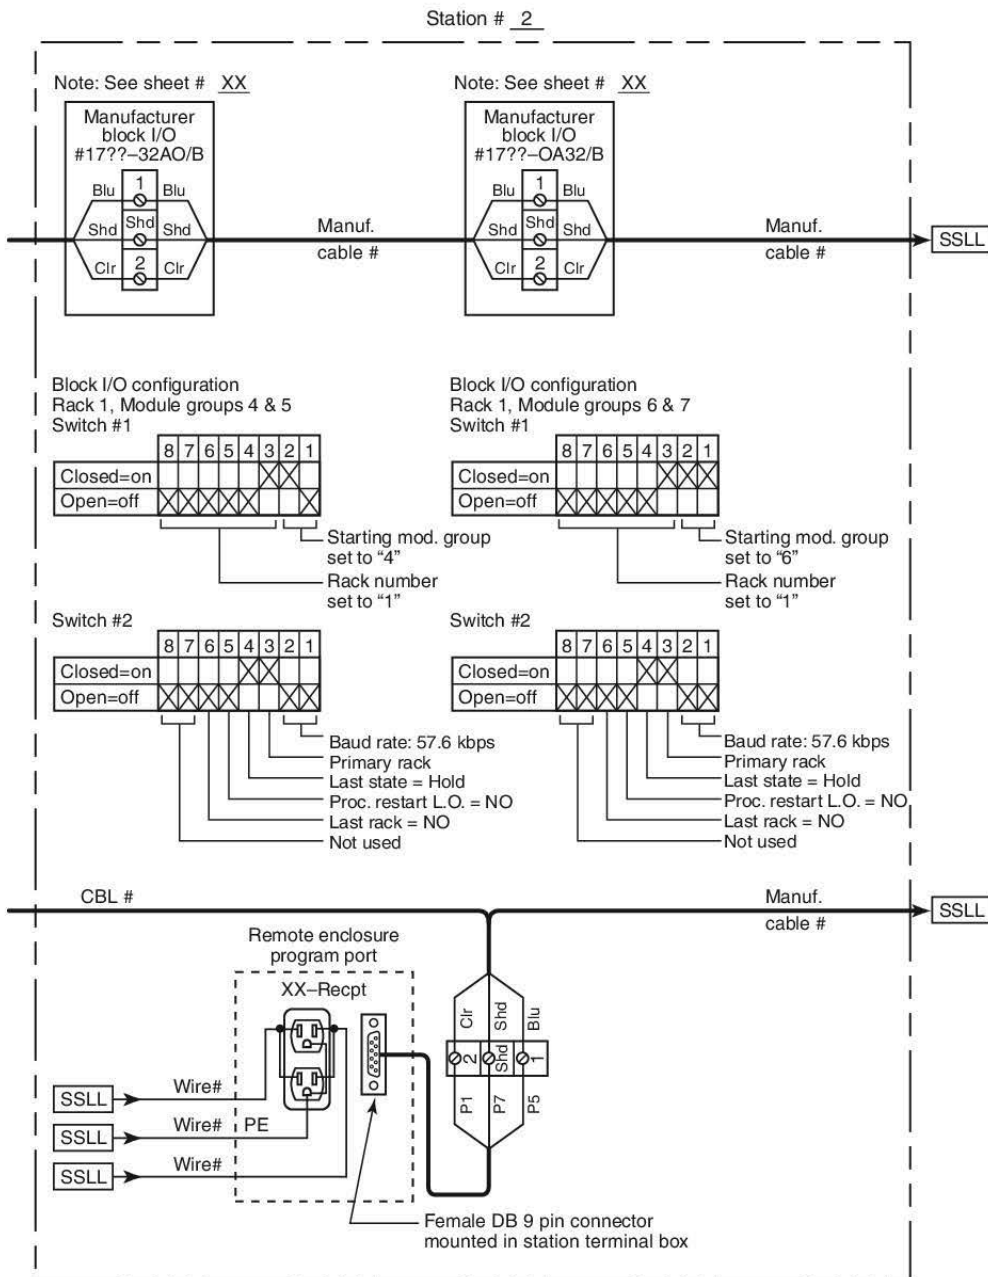 Station # 2
Note: See sheet # XX
Manufacturer
block I/O
#17??–32AO/B
1
Blu Blu
Shd Shd Shd
2
Clr Clr
Manuf.
cable #
Note: See sheet # XX
Manufacturer
block I/O
#17??–OA32/B
1
Blu Blu
Shd Shd Shd
2
Clr Clr
Manuf.
cable #
SSLL
Block I/O configuration
Rack 1, Module groups 4 & 5
Switch #1
8 7 6 5 4 3 2 1
Closed=on
Open=off
Starting mod. group
set to “4”
Rack number
set to “1”
Switch #2
8 7 6 5 4 3 2 1
Closed=on
Open=off
Baud rate: 57.6 kbps
Primary rack
Last state = Hold
Proc. restart L.O. = NO
Last rack = NO
Not used
Block I/O configuration
Rack 1, Module groups 6 & 7
Switch #1
8 7 6 5 4 3 2 1
Closed=on
Open=off
Starting mod. group
set to “6”
Rack number
set to “1”
Switch #2
8 7 6 5 4 3 2 1
Closed=on
Open=off
Baud rate: 57.6 kbps
Primary rack
Last state = Hold
Proc. restart L.O. = NO
Last rack = NO
Not used
CBL #
Manuf.
cable #
SSLL
Remote enclosure
program port
XX–Recpt
Clr Shd Blu
2 Shd 1
P1 P7 P5
SSLL Wire#
SSLL Wire# PE
SSLL Wire#
Female DB 9 pin connector
mounted in station terminal box